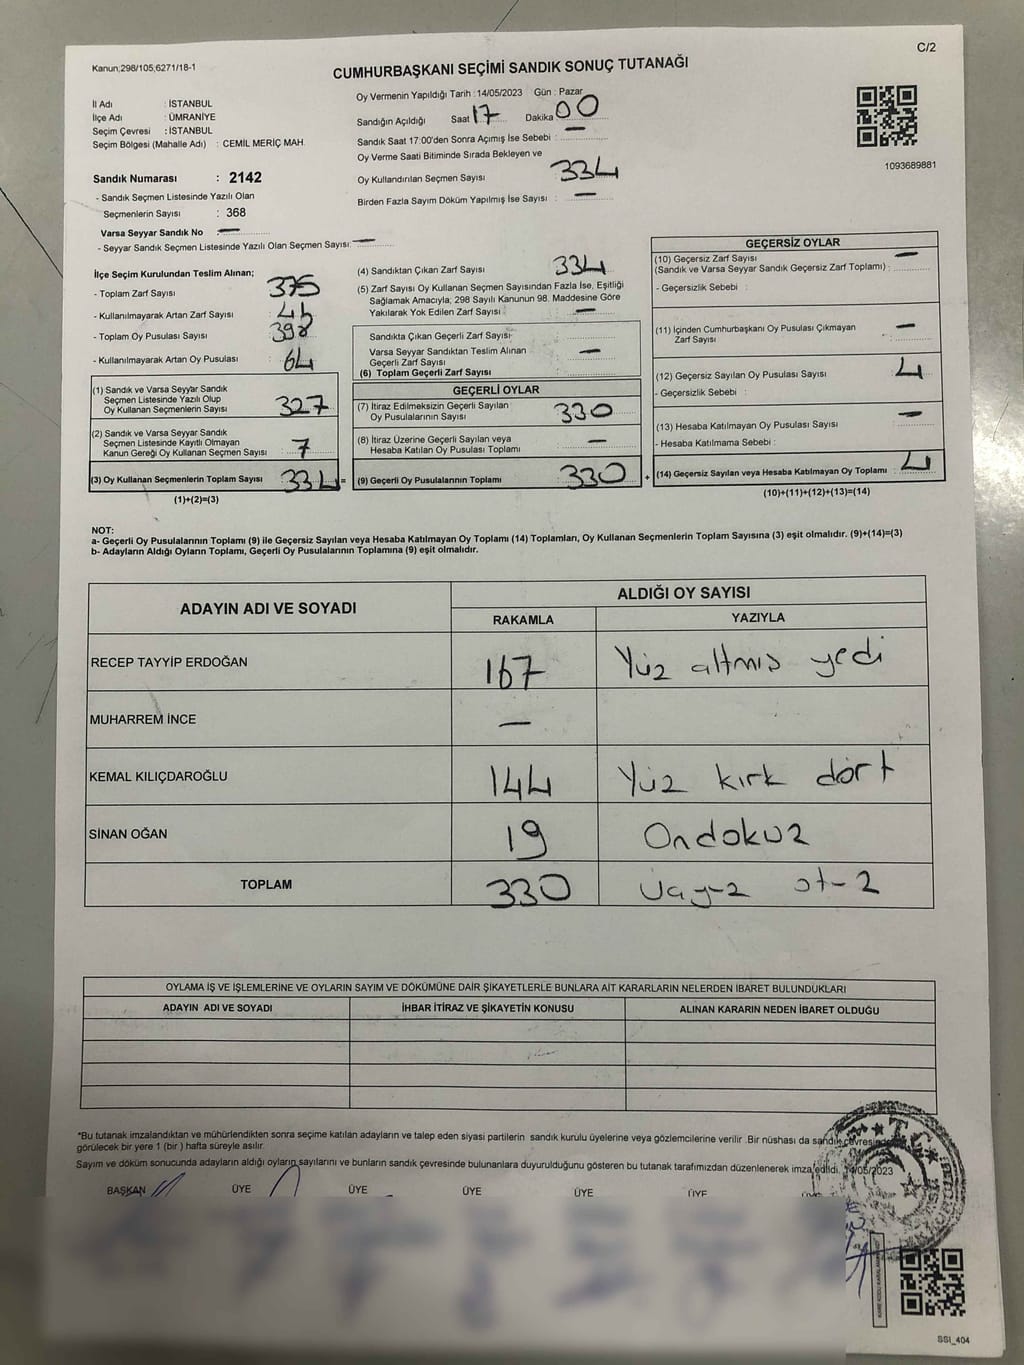 C/2
Kanun;298/105,6271/18-1
CUMHURBAŞKANI SEÇİMİ SANDIK SONUÇ TUTANAĞI
İl Adı : İSTANBUL
İlçe Adı : ÜMRANİYE
Seçim Çevresi : İSTANBUL
Seçim Bölgesi (Mahalle Adı) : CEMİL MERİÇ MAH.
Sandık Numarası : 2142
- Sandık Seçmen Listesinde Yazılı Olan
Seçmenlerin Sayısı : 368
Varsa Seyyar Sandık No : —
- Seyyar Sandık Seçmen Listesinde Yazılı Olan Seçmen Sayısı: —
Oy Vermenin Yapıldığı Tarih : 14/05/2023 Gün : Pazar
Sandığın Açıldığı Saat 17 Dakika 00
Sandık Saat 17:00'den Sonra Açımış İse Sebebi : —
Oy Verme Saati Bitiminde Sırada Bekleyen ve
Oy Kullandırılan Seçmen Sayısı 334
Birden Fazla Sayım Döküm Yapılmış İse Sayısı : —
1093689881
İlçe Seçim Kurulundan Teslim Alınan;
- Toplam Zarf Sayısı 375
- Kullanılmayarak Artan Zarf Sayısı :
- Toplam Oy Pusulası Sayısı 398
- Kullanılmayarak Artan Oy Pusulası 64
(1) Sandık ve Varsa Seyyar Sandık
Seçmen Listesinde Yazılı Olup
Oy Kullanan Seçmenlerin Sayısı 327
(2) Sandık ve Varsa Seyyar Sandık
Seçmen Listesinde Kayıtlı Olmayan
Kanun Gereği Oy Kullanan Seçmen Sayısı : 7
(3) Oy Kullanan Seçmenlerin Toplam Sayısı : 334 =
(1)+(2)=(3)
(4) Sandıktan Çıkan Zarf Sayısı 334
(5) Zarf Sayısı Oy Kullanan Seçmen Sayısından Fazla İse, Eşitliği
Sağlamak Amacıyla, 298 Sayılı Kanunun 98. Maddesine Göre
Yakılarak Yok Edilen Zarf Sayısı : —
Sandıkta Çıkan Geçerli Zarf Sayısı
Varsa Seyyar Sandıktan Teslim Alınan
Geçerli Zarf Sayısı —
(6) Toplam Geçerli Zarf Sayısı
GEÇERLİ OYLAR
(7) İtiraz Edilmeksizin Geçerli Sayılan
Oy Pusulalarının Sayısı 330
(8) İtiraz Üzerine Geçerli Sayılan veya
Hesaba Katılan Oy Pusulası Toplamı : —
(9) Geçerli Oy Pusulalarının Toplamı : 330 +
GEÇERSİZ OYLAR
(10) Geçersiz Zarf Sayısı —
(Sandık ve Varsa Seyyar Sandık Geçersiz Zarf Toplamı) :
- Geçersizlik Sebebi :
(11) İçinden Cumhurbaşkanı Oy Pusulası Çıkmayan
Zarf Sayısı : —
(12) Geçersiz Sayılan Oy Pusulası Sayısı : 4
- Geçersizlik Sebebi :
(13) Hesaba Katılmayan Oy Pusulası Sayısı : —
- Hesaba Katılmama Sebebi :
(14) Geçersiz Sayılan veya Hesaba Katılmayan Oy Toplamı : 4
(10)+(11)+(12)+(13)=(14)
NOT:
a- Geçerli Oy Pusulalarının Toplamı (9) ile Geçersiz Sayılan veya Hesaba Katılmayan Oy Toplamı (14) Toplamları, Oy Kullanan Seçmenlerin Toplam Sayısına (3) eşit olmalıdır. (9)+(14)=(3)
b- Adayların Aldığı Oyların Toplamı, Geçerli Oy Pusulalarının Toplamına (9) eşit olmalıdır.
ADAYIN ADI VE SOYADI ALDIĞI OY SAYISI
RAKAMLA YAZIYLA
RECEP TAYYİP ERDOĞAN 167 Yüz altmış yedi
MUHARREM İNCE —
KEMAL KILIÇDAROĞLU 144 Yüz kırk dört
SİNAN OĞAN 19 Ondokuz
TOPLAM 330
OYLAMA İŞ VE İŞLEMLERİNE VE OYLARIN SAYIM VE DÖKÜMÜNE DAİR ŞİKAYETLERLE BUNLARA AİT KARARLARIN NELERDEN İBARET BULUNDUKLARI
ADAYIN ADI VE SOYADI İHBAR İTİRAZ VE ŞİKAYETİN KONUSU ALINAN KARARIN NEDEN İBARET OLDUĞU
*Bu tutanak imzalandıktan ve mühürlendikten sonra seçime katılan adayların ve talep eden siyasi partilerin sandık kurulu üyelerine veya gözlemcilerine verilir .Bir nüshası da sandık çevresinde
görülecek bir yere 1 (bir ) hafta süreyle asılır.
Sayım ve döküm sonucunda adayların aldığı oyların sayılarını ve bunların sandık çevresinde bulunanlara duyurulduğunu gösteren bu tutanak tarafımızdan düzenlenerek imza edildi. 14/05/2023
BAŞKAN ÜYE ÜYE ÜYE ÜYE ÜYE
T.C.
SSİ_404